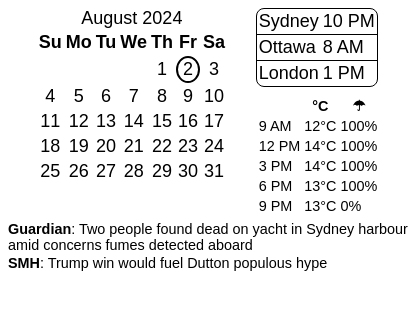 August 2024
Su Mo Tu We Th Fr Sa
1 2 3
4 5 6 7 8 9 10
11 12 13 14 15 16 17
18 19 20 21 22 23 24
25 26 27 28 29 30 31
Sydney 10 PM
Ottawa 8 AM
London 1 PM
°C ☂
9 AM 12°C 100%
12 PM 14°C 100%
3 PM 14°C 100%
6 PM 13°C 100%
9 PM 13°C 0%
Guardian: Two people found dead on yacht in Sydney harbour
amid concerns fumes detected aboard
SMH: Trump win would fuel Dutton populous hype